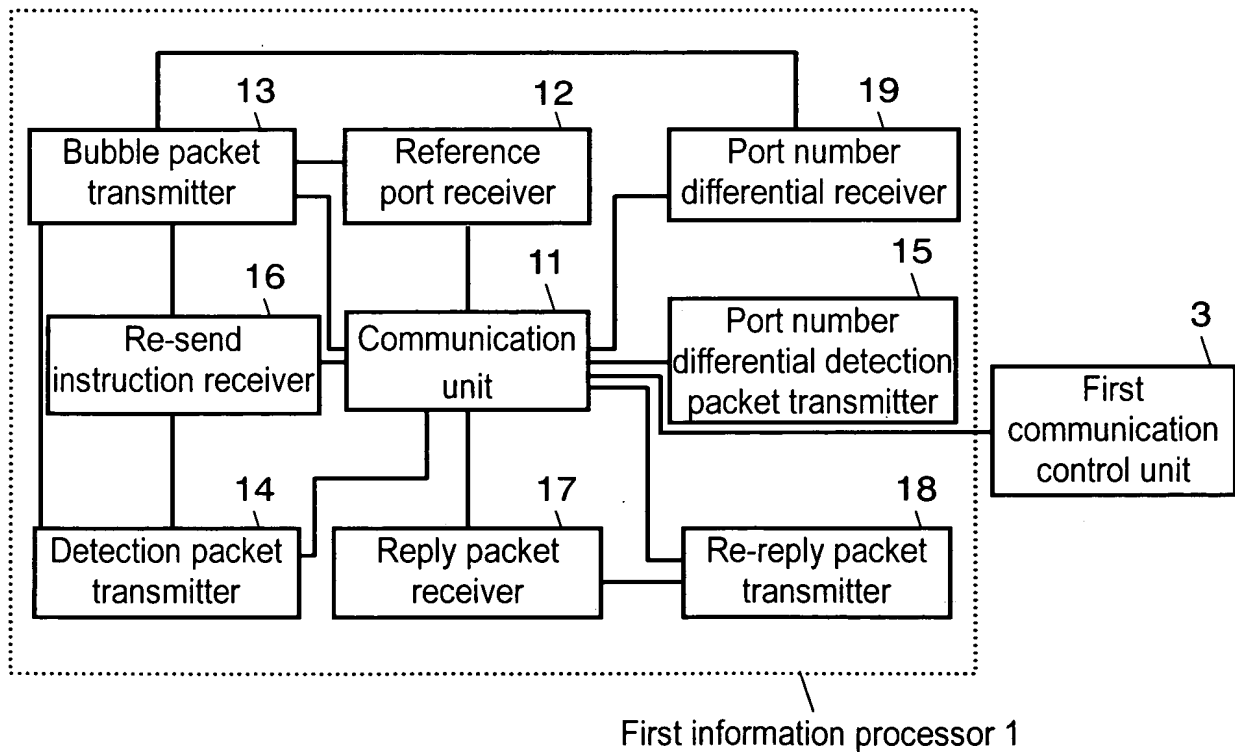 13
Bubble packet
transmitter
12
Reference
port receiver
19
Port number
differential receiver
16
Re-send
instruction receiver
11
Communication
unit
15
Port number
differential detection
packet transmitter
3
First
communication
control unit
14
Detection packet
transmitter
17
Reply packet
receiver
18
Re-reply packet
transmitter
First information processor 1